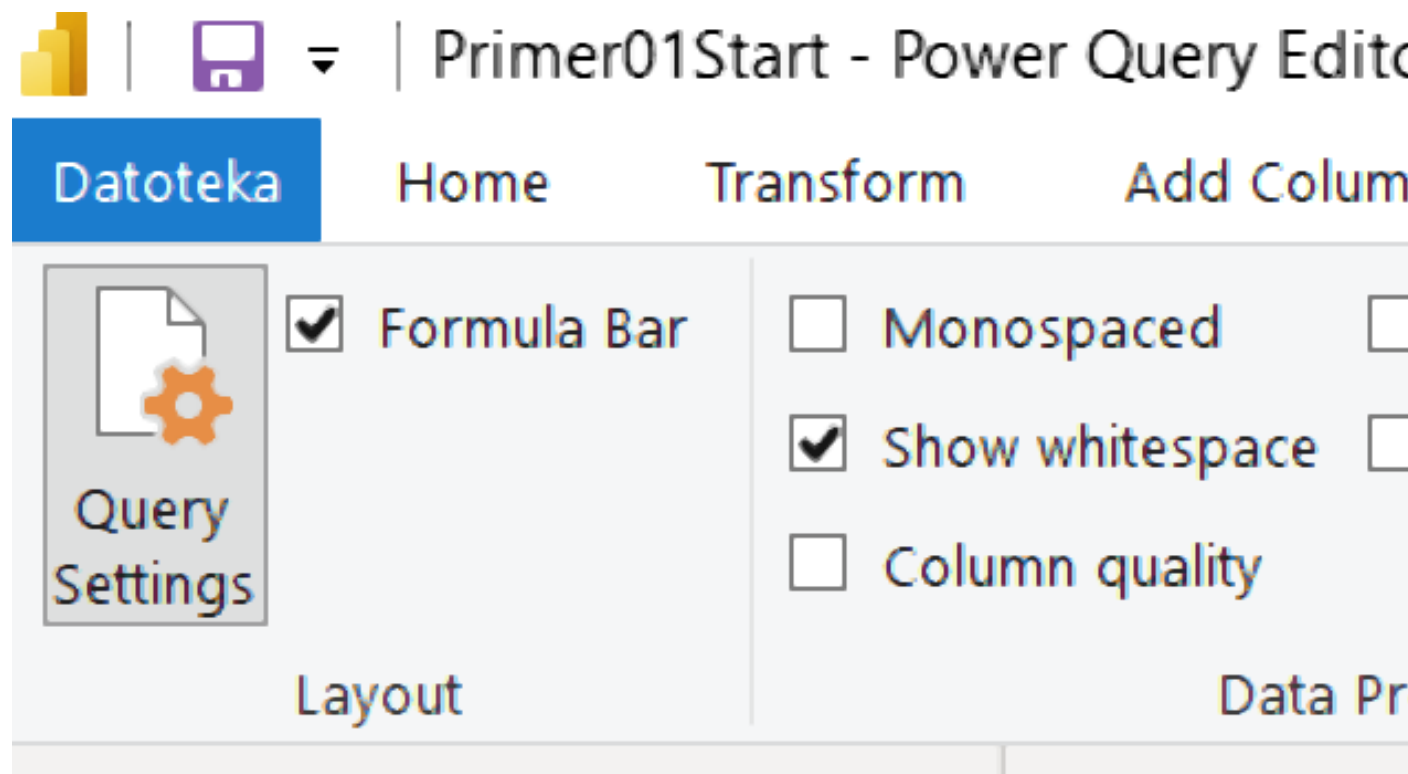 Primer01Start - Power Query Edito
Datoteka Home Transform Add Colum
Formula Bar
Monospaced
Show whitespace
Column quality
Query
Settings
Layout
Data Pr